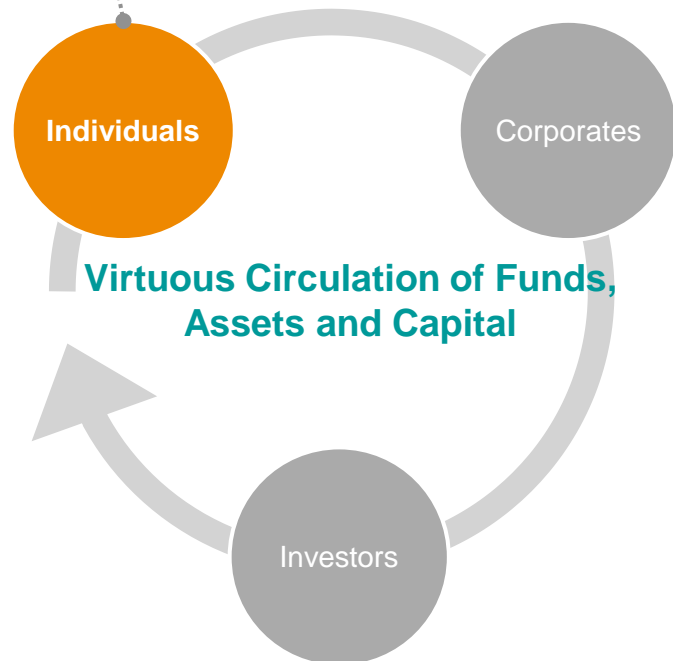 Individuals
Corporates
Virtuous Circulation of Funds,
Assets and Capital
Investors